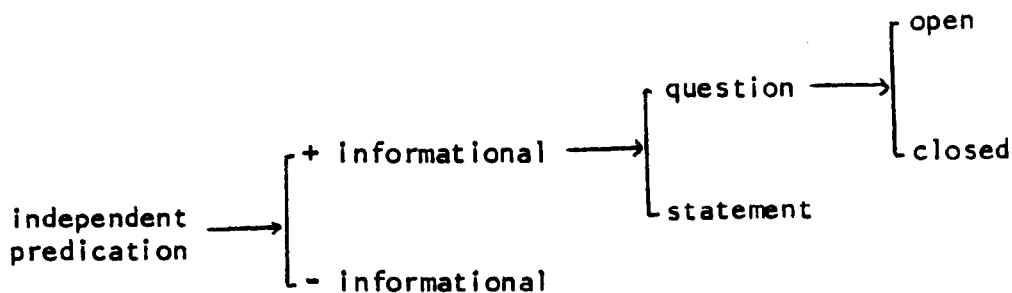 open
question
closed
+ informational
statement
independent
predication
- informational